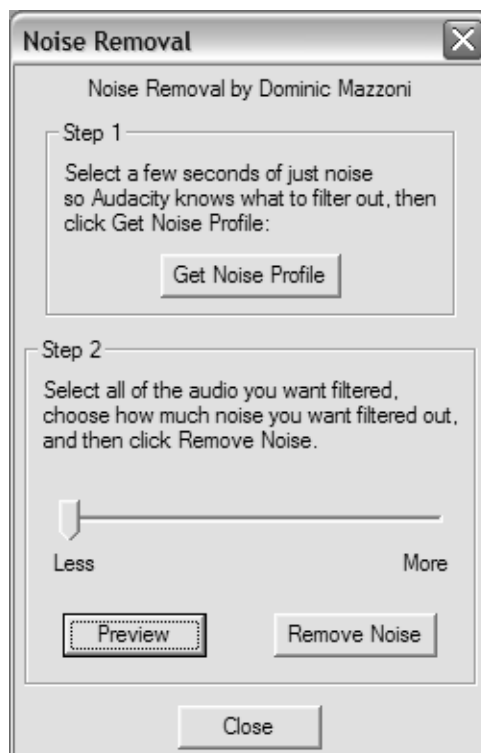 Noise Removal
Noise Removal by Dominic Mazzoni
Step 1
Select a few seconds of just noise
so Audacity knows what to filter out, then
click Get Noise Profile:
Get Noise Profile
Step 2
Select all of the audio you want filtered,
choose how much noise you want filtered out,
and then click Remove Noise.
Less More
Preview Remove Noise
Close